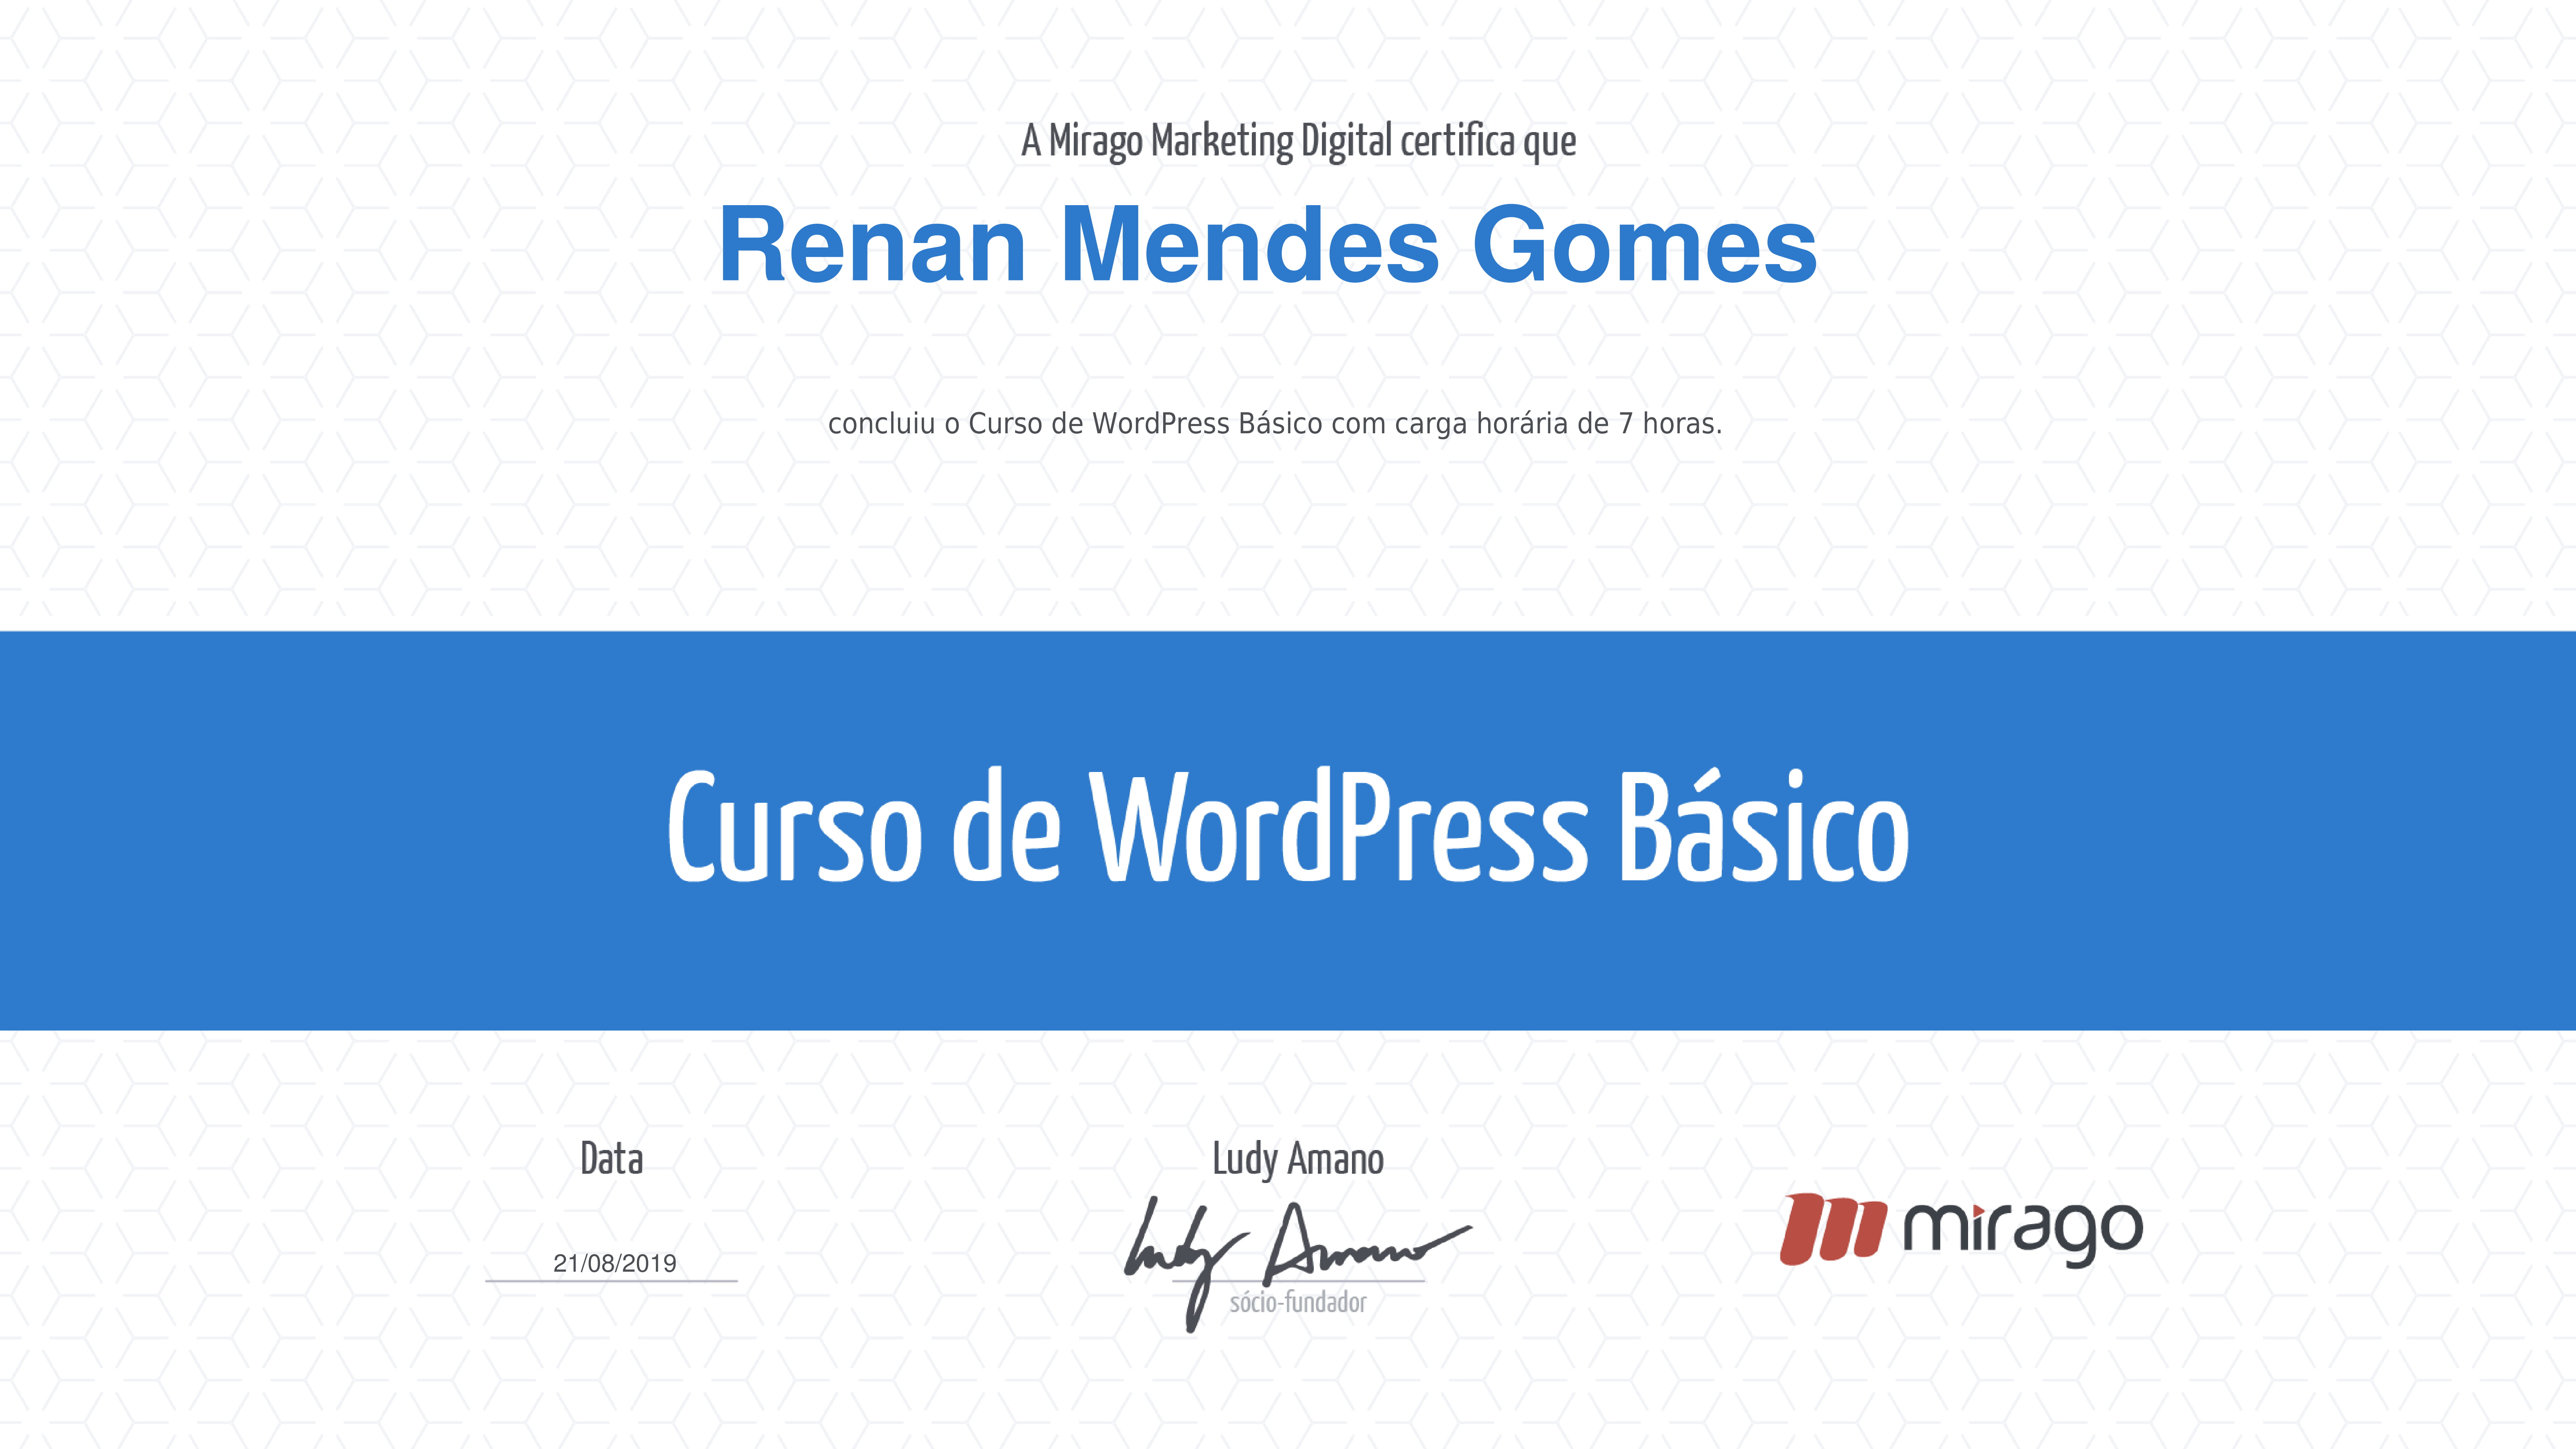 A Mirago Marketing Digital certifica que
Renan Mendes Gomes
concluiu o Curso de WordPress Básico com carga horária de 7 horas.
Curso de WordPress Básico
Data
21/08/2019
Ludy Amano
Ludy Amano
sócio-fundador
mirago